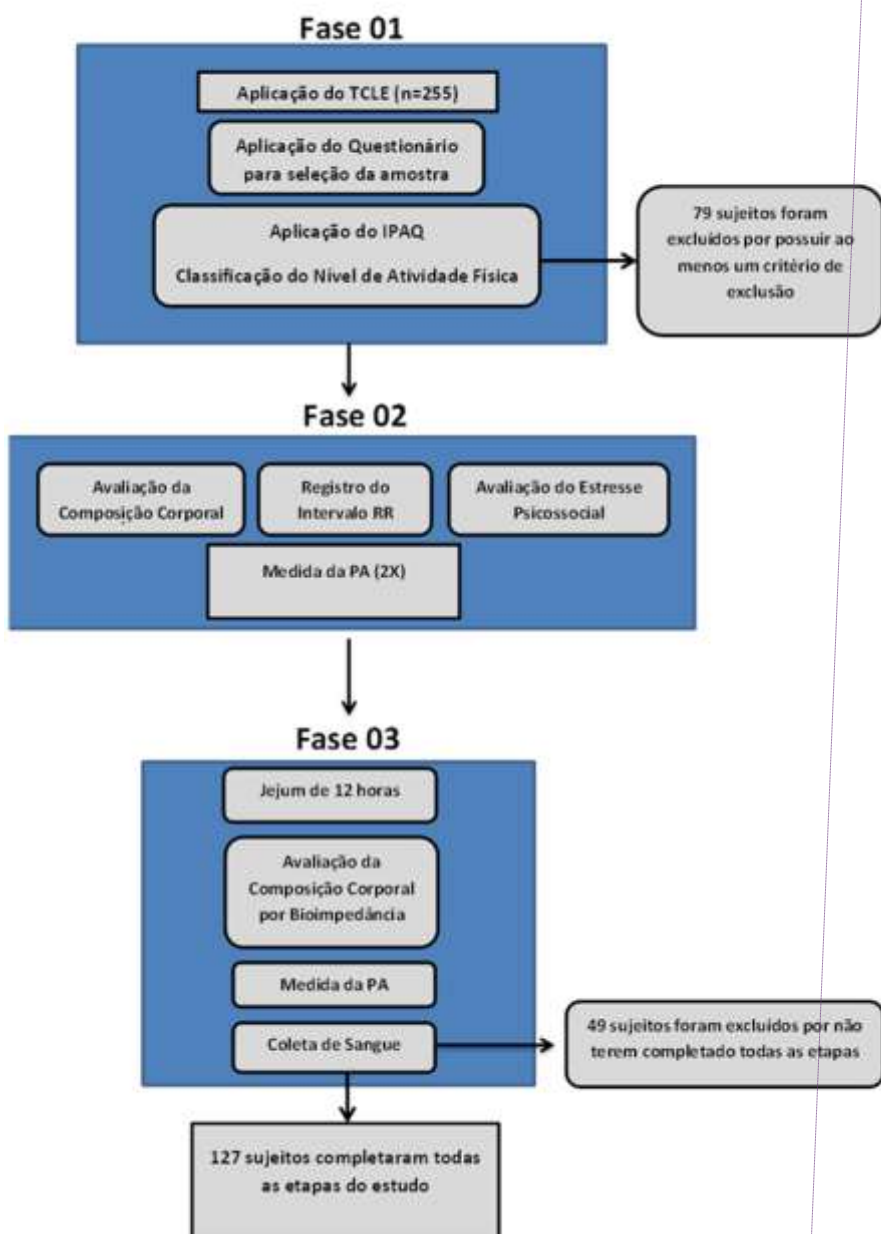 Fase 01
Aplicação do TCLE (n=255)
Aplicação do Questionário
para seleção da amostra
Aplicação do IPAQ
Classificação do Nivel de Atividade Física
79 sujeitos foram
excluídos por possuir ao
menos um critério de
exclusão
Fase 02
Avaliação da
Composição Corporal
Registro do
Intervalo RR
Avaliação do Estresse
Psicossocial
Medida da PA (2X)
Fase 03
Jejum de 12 horas
Avaliação da
Composição Corporal
por Bioimpedância
Medida da PA
Coleta de Sangue
49 sujeitos foram excluídos por não
terem completado todas as etapas
127 sujeitos completaram todas
as etapas do estudo